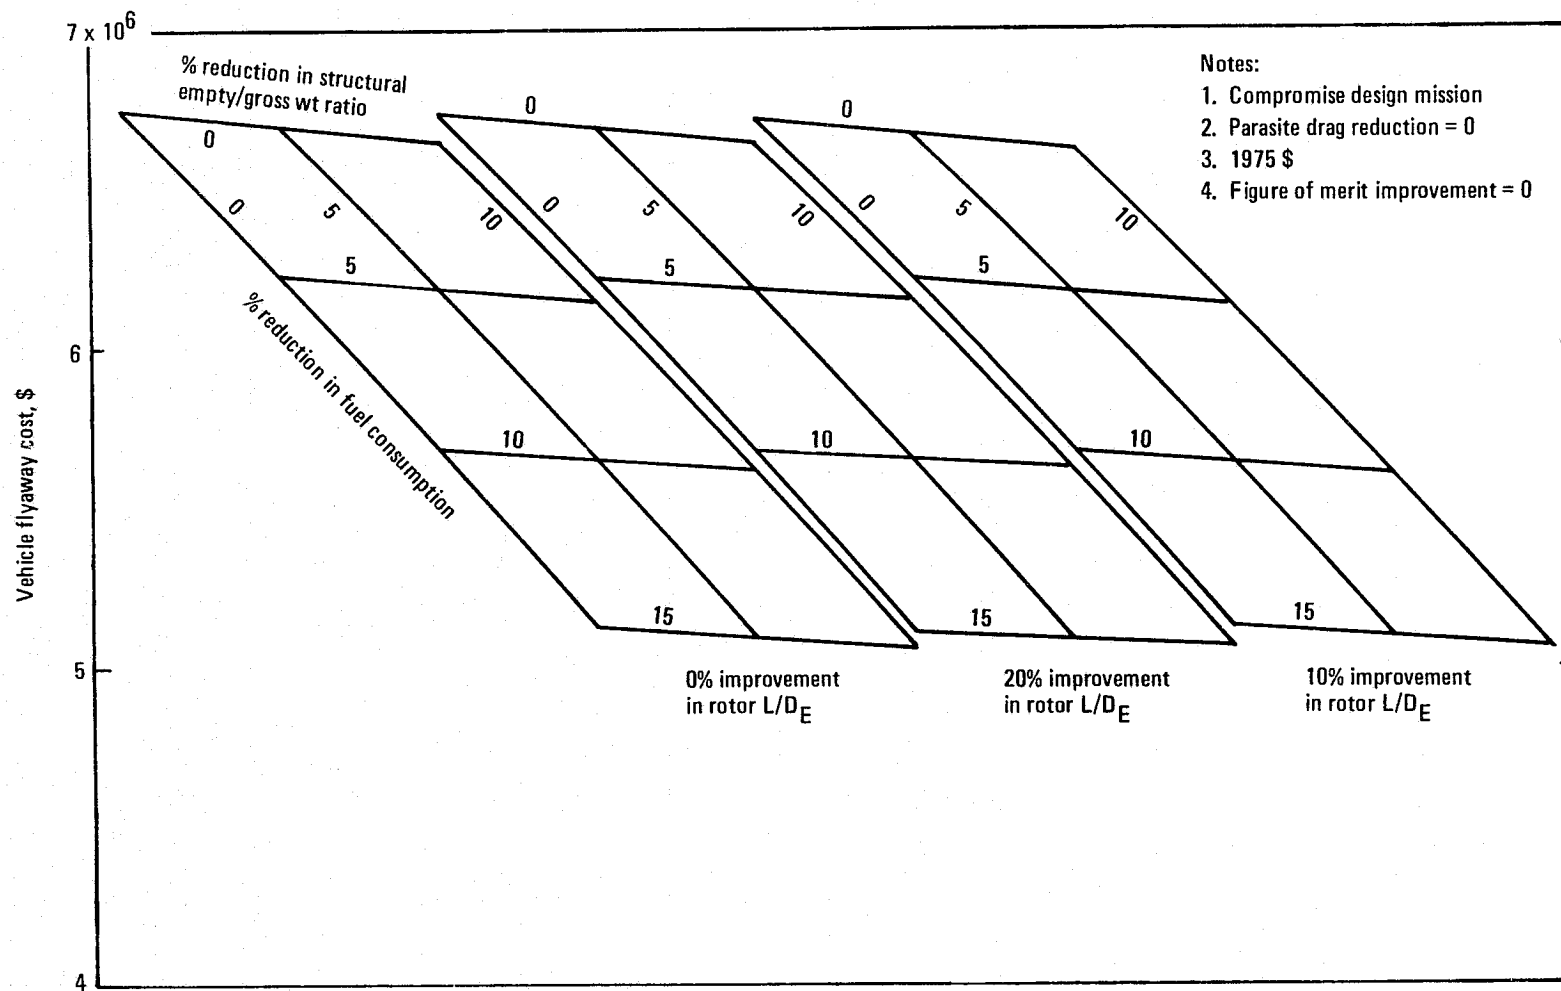 7 x 10⁶
% reduction in structural
empty/gross wt ratio
0
0
0
0
5
10
0
5
10
0
5
10
5
5
5
% reduction in fuel consumption
10
10
10
15
15
15
6
5
4
Vehicle flyaway cost, $
Notes:
1. Compromise design mission
2. Parasite drag reduction = 0
3. 1975 $
4. Figure of merit improvement = 0
0% improvement
in rotor L/D_E
20% improvement
in rotor L/D_E
10% improvement
in rotor L/D_E